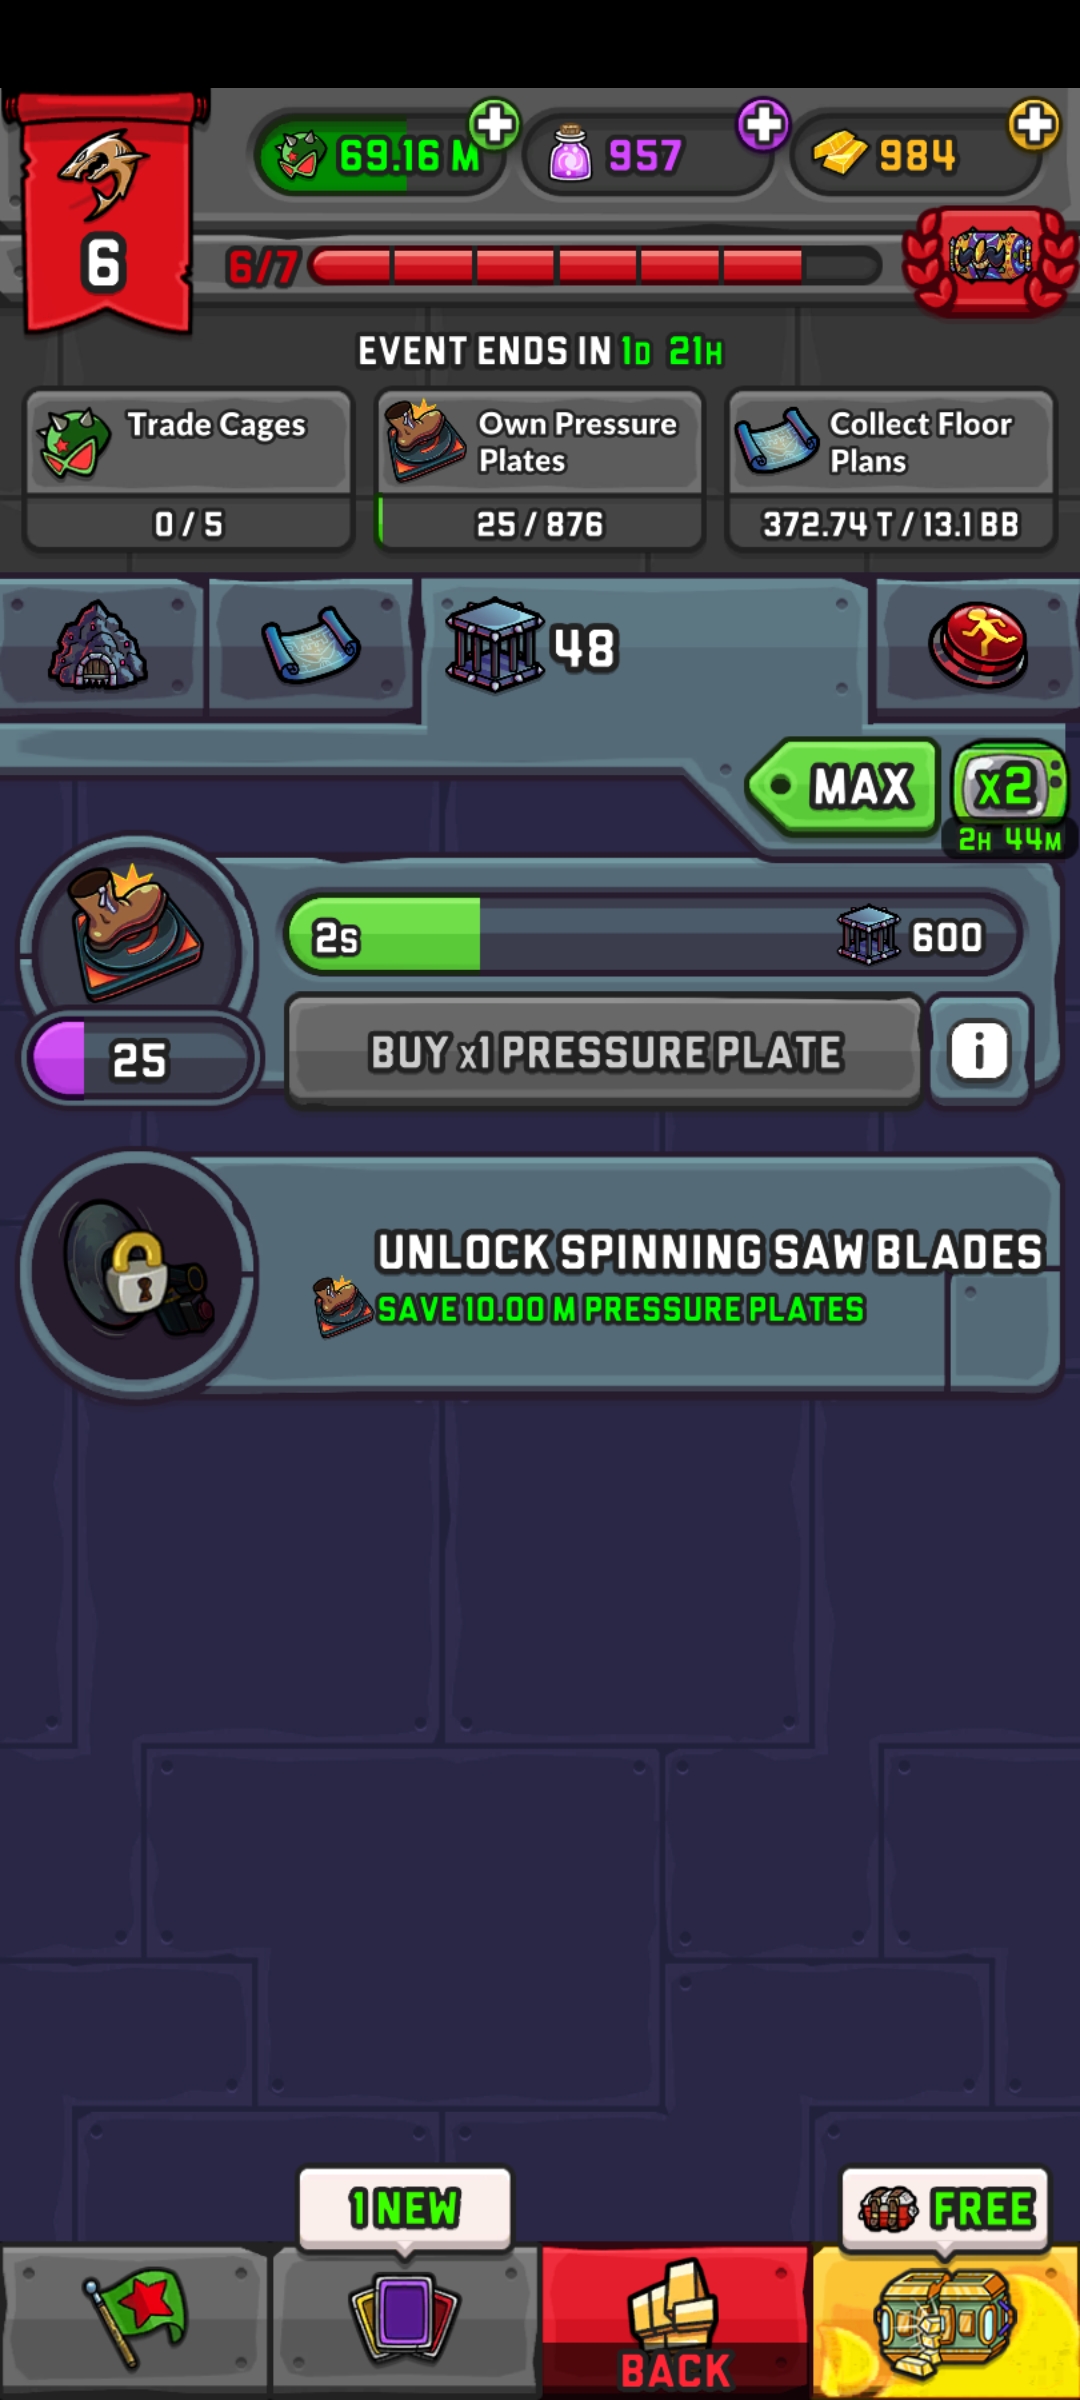 69.16 M
957
984
6
6/7
EVENT ENDS IN 1D 21H
Trade Cages
0 / 5
Own Pressure
Plates
25 / 876
Collect Floor
Plans
372.74 T / 13.1 BB
48
MAX
x2
2H 44M
2s
600
25
BUY x1 PRESSURE PLATE
i
UNLOCK SPINNING SAW BLADES
SAVE 10.00 M PRESSURE PLATES
1 NEW
FREE
BACK